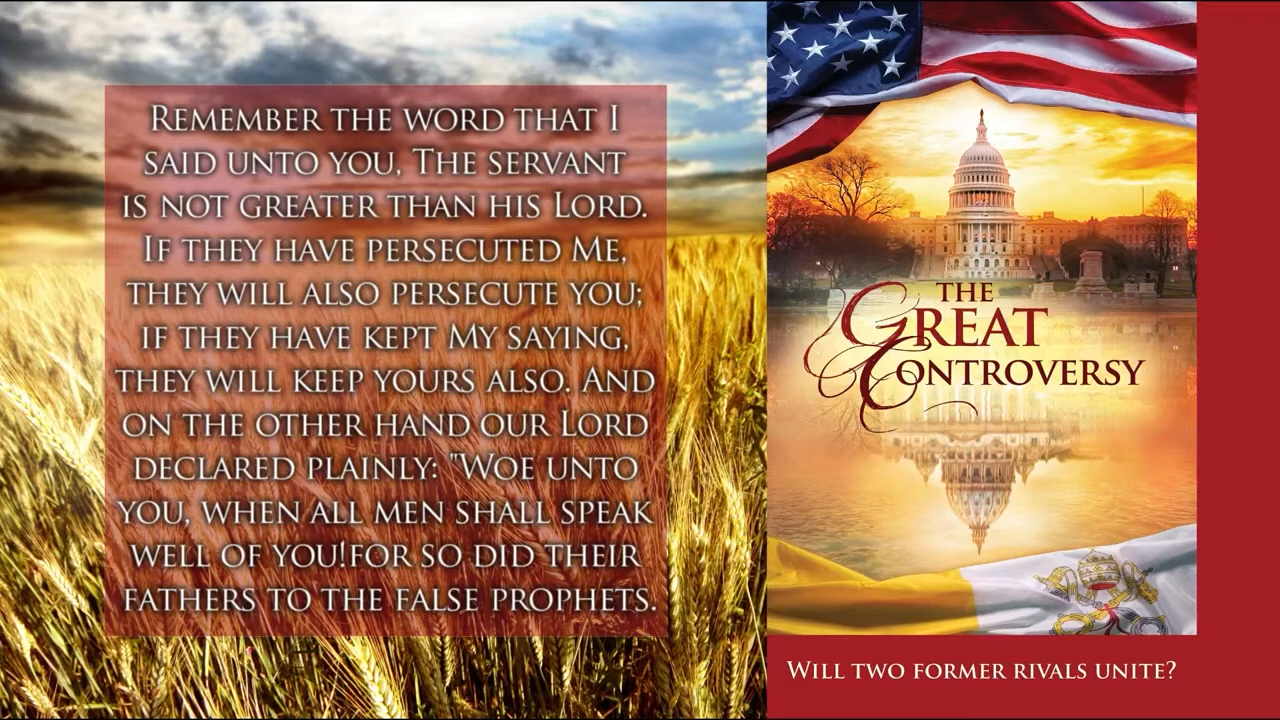 Remember the word that I
said unto you, The servant
is not greater than his Lord.
If they have persecuted Me,
they will also persecute you;
if they have kept My saying,
they will keep yours also. And
on the other hand our Lord
declared plainly: "Woe unto
you, when all men shall speak
well of you!for so did their
fathers to the false prophets.
The
Great
Controversy
Will two former rivals unite?